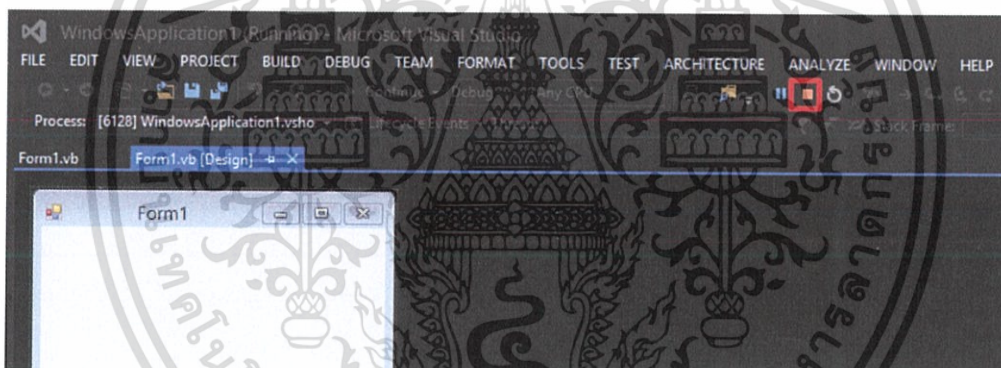 WindowsApplication1 (Running) - Microsoft Visual Studio
FILE EDIT VIEW PROJECT BUILD DEBUG TEAM FORMAT TOOLS TEST ARCHITECTURE ANALYZE WINDOW HELP
Continue Debug Any CPU
Process: [6128] WindowsApplication1.vsho Lifecycle Events Thread: Stack Frame:
Form1.vb Form1.vb [Design]
Form1